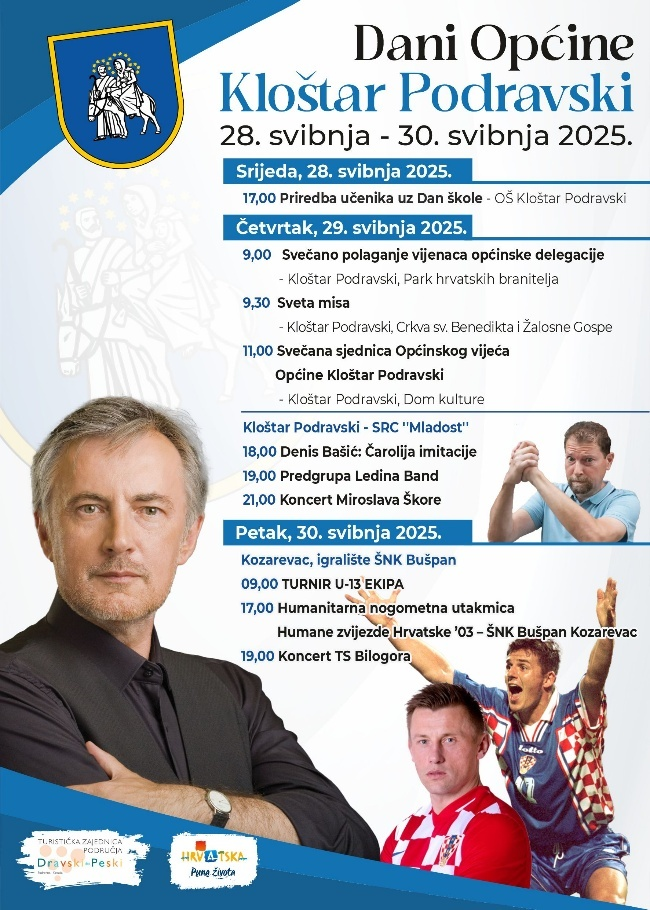 Dani Općine
Kloštar Podravski
28. svibnja - 30. svibnja 2025.
Srijeda, 28. svibnja 2025.
17,00 Priredba učenika uz Dan škole - OŠ Kloštar Podravski
Četvrtak, 29. svibnja 2025.
9,00 Svečano polaganje vijenaca općinske delegacije
- Kloštar Podravski, Park hrvatskih branitelja
9,30 Sveta misa
- Kloštar Podravski, Crkva sv. Benedikta i Žalosne Gospe
11,00 Svečana sjednica Općinskog vijeća
Općine Kloštar Podravski
- Kloštar Podravski, Dom kulture
Kloštar Podravski - SRC "Mladost"
18,00 Denis Bašić: Čarolija imitacije
19,00 Predgrupa Ledina Band
21,00 Koncert Miroslava Škore
Petak, 30. svibnja 2025.
Kozarevac, igralište ŠNK Bušpan
09,00 TURNIR U-13 EKIPA
17,00 Humanitarna nogometna utakmica
Humane zvijezde Hrvatske '03 – ŠNK Bušpan Kozarevac
19,00 Koncert TS Bilogora
lotto
TURISTIČKA ZAJEDNICA
PODRUČJA
Dravski Peski
HRVATSKA
Puna života